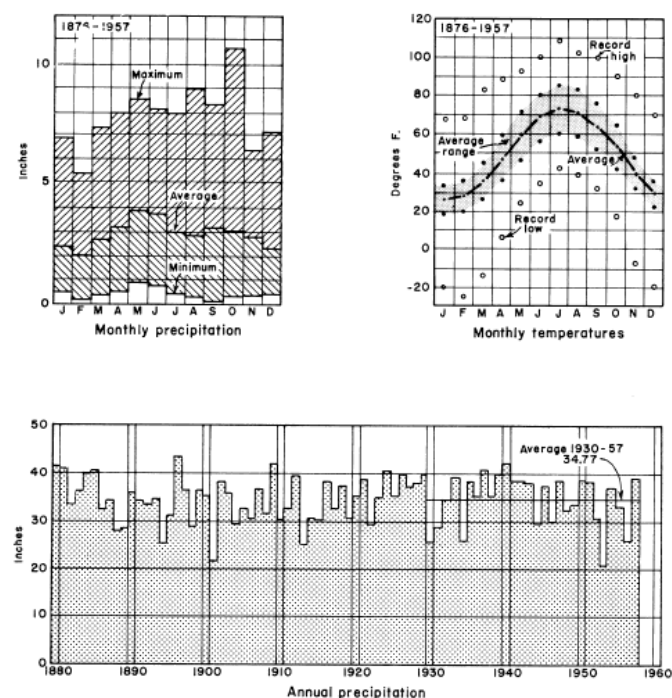 1876-1957
Maximum
Average
Minimum
10
5
0
Inches
J F M A M J J A S O N D
Monthly precipitation
1876-1957
Record
high
Average
range
Average
Record
low
120
100
80
60
40
20
0
-20
Degrees F.
J F M A M J J A S O N D
Monthly temperatures
50
40
30
20
10
0
Inches
Average 1930-57
34.77
1880 1890 1900 1910 1920 1930 1940 1950 1960
Annual precipitation